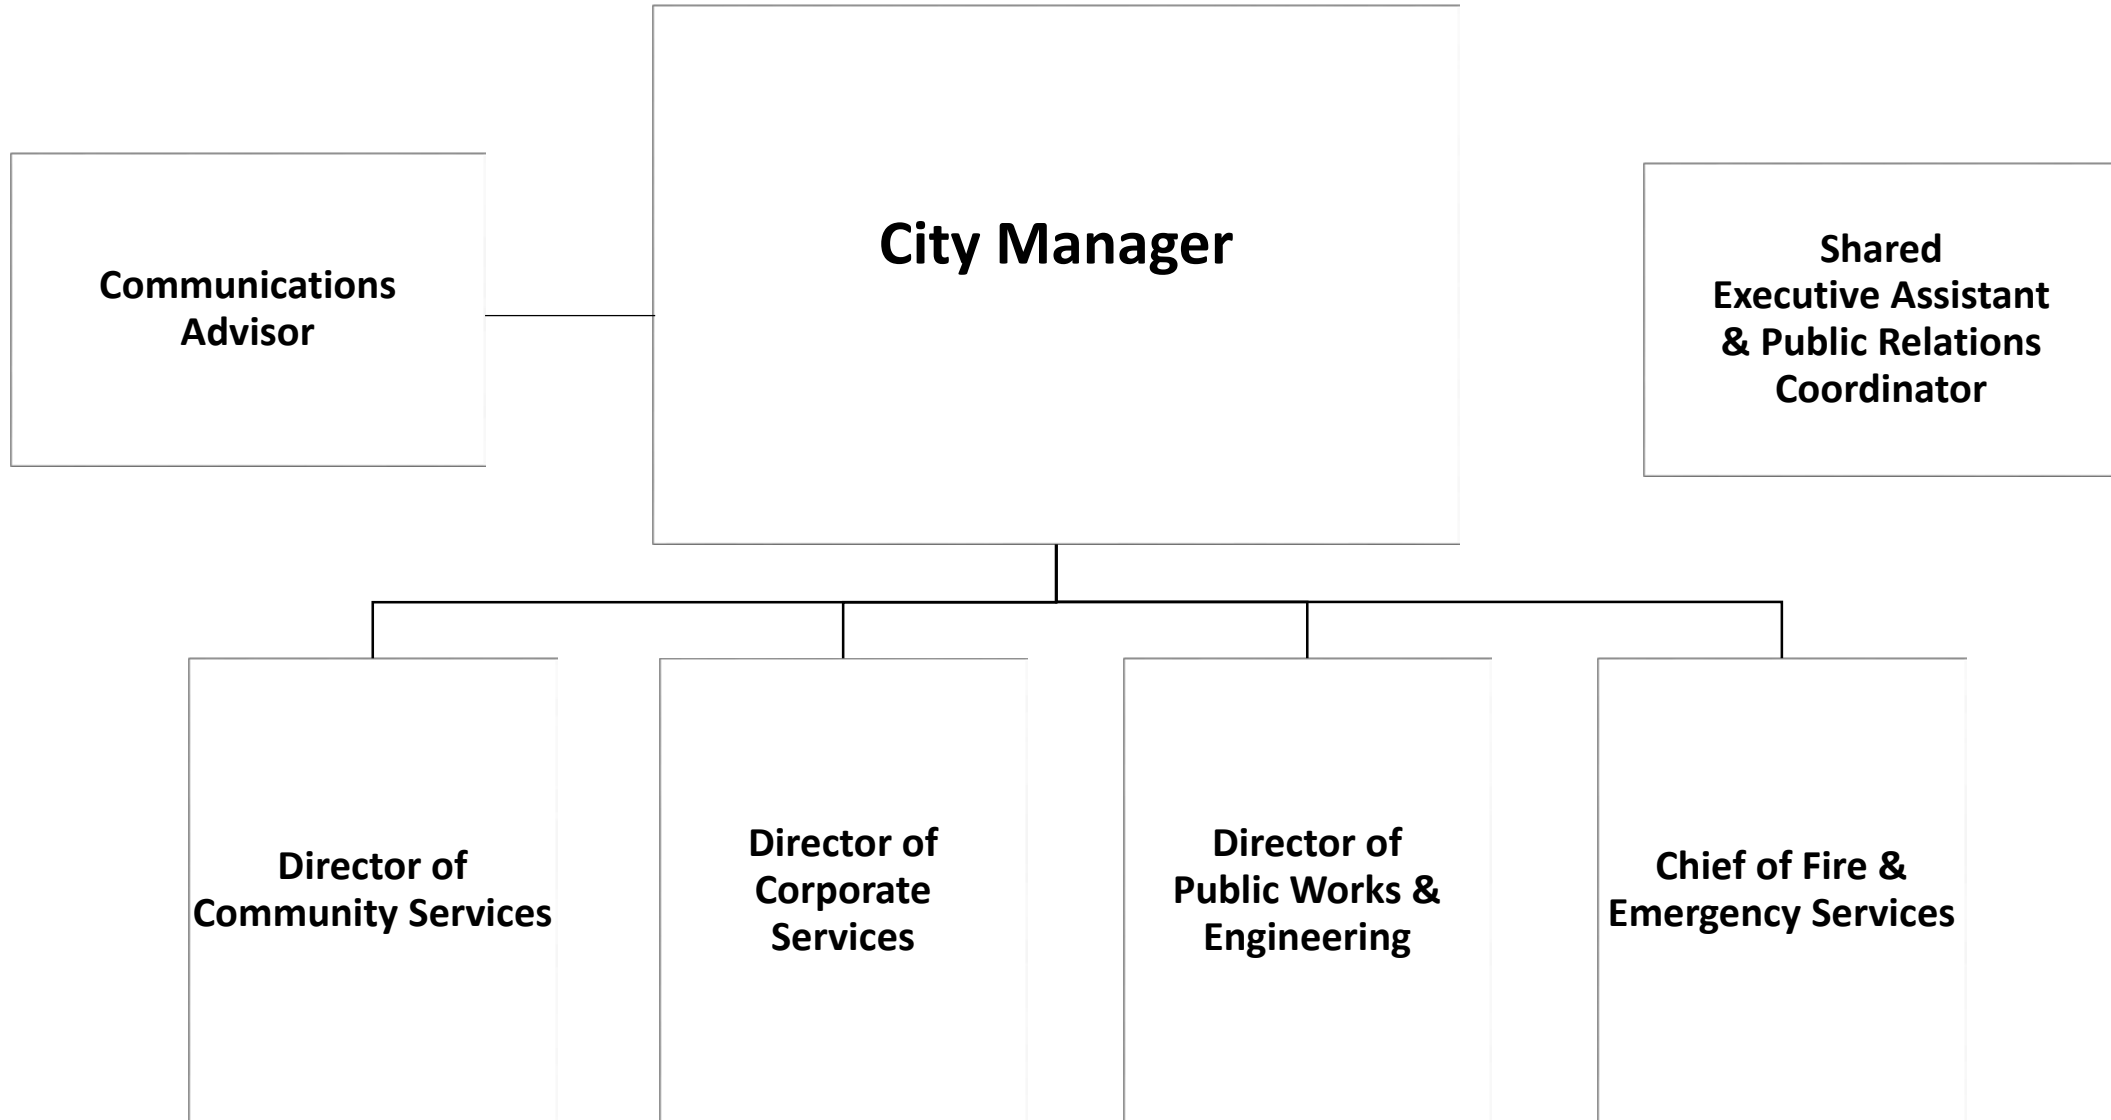 City Manager
Communications
Advisor
Shared
Executive Assistant
& Public Relations
Coordinator
Director of
Community Services
Director of
Corporate
Services
Director of
Public Works &
Engineering
Chief of Fire &
Emergency Services